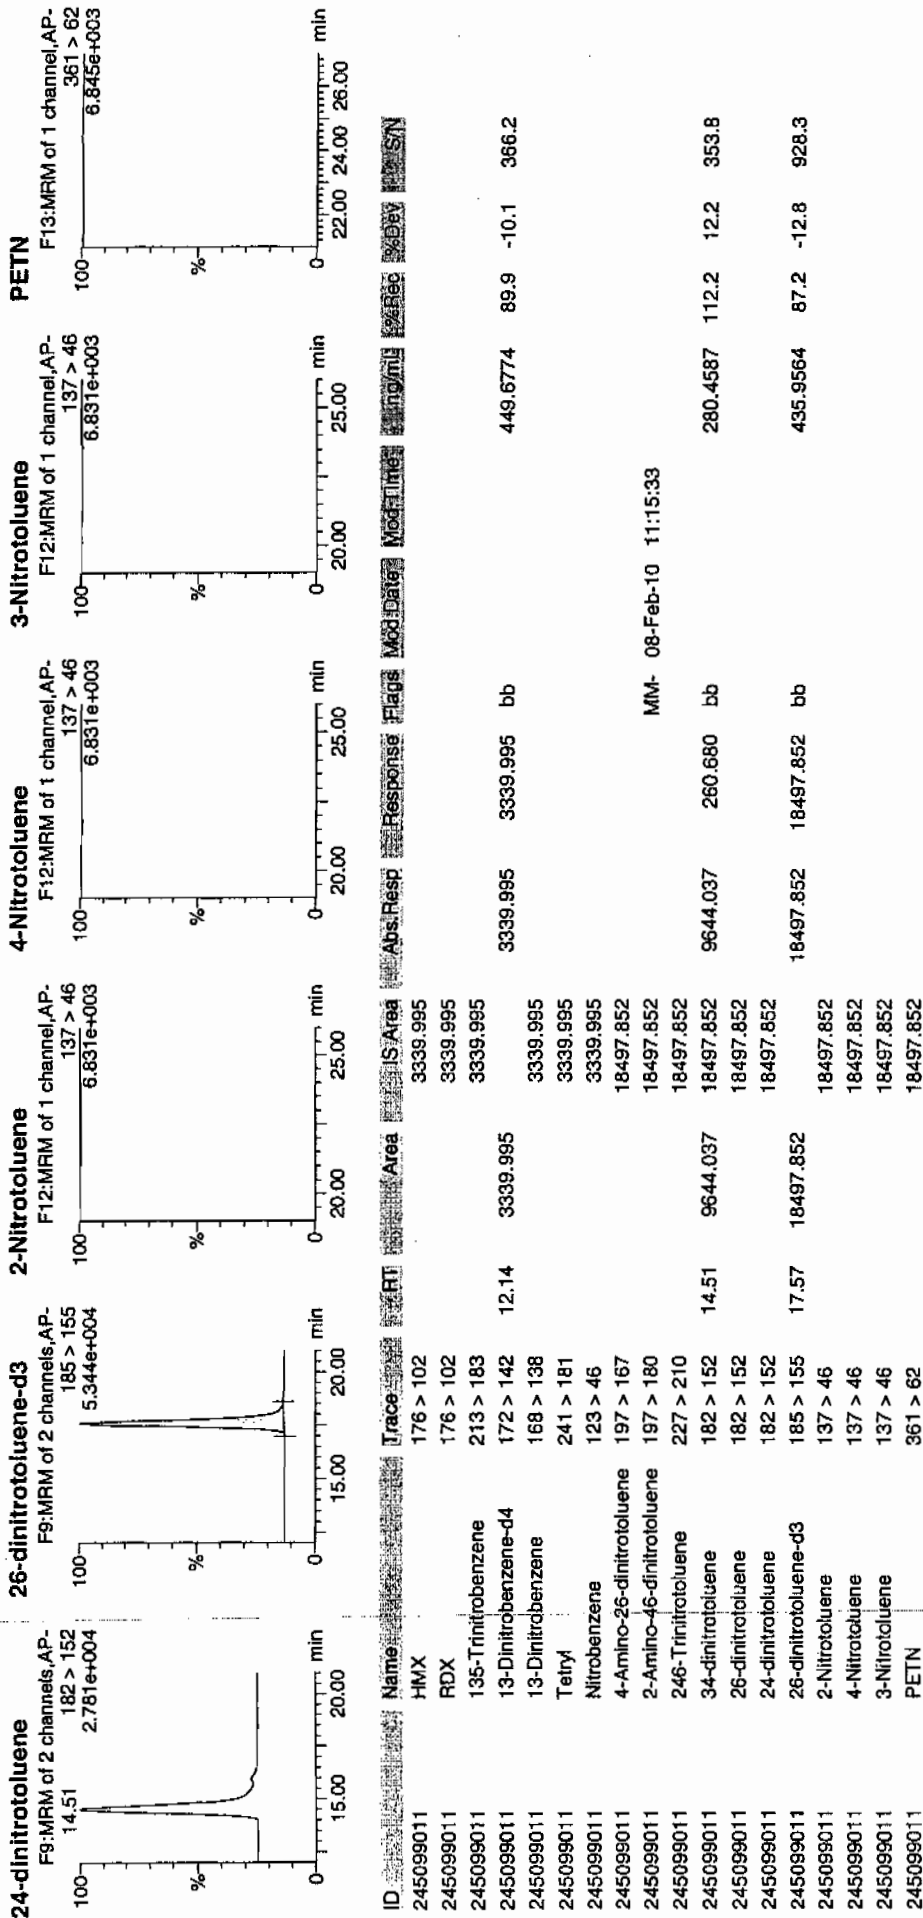 24-dinitrotoluene
F9:MRM of 2 channels,AP-
14.51 182 > 152
2.781e+004
100
%
0
15.00 20.00 min
26-dinitrotoluene-d3
F9:MRM of 2 channels,AP-
185 > 155
5.344e+004
100
%
0
15.00 20.00 min
2-Nitrotoluene
F12:MRM of 1 channel,AP-
137 > 46
6.831e+003
100
%
0
20.00 25.00 min
4-Nitrotoluene
F12:MRM of 1 channel,AP-
137 > 46
6.831e+003
100
%
0
20.00 25.00 min
3-Nitrotoluene
F12:MRM of 1 channel,AP-
137 > 46
6.831e+003
100
%
0
20.00 25.00 min
PETN
F13:MRM of 1 channel,AP-
361 > 62
6.845e+003
100
%
0
22.00 24.00 26.00 min
ID Name Trace RT Area IS Area Abs.Resp Response Flags Mod.Date Mod.Time ng/mL %Rec %Dev S/N
245099011 HMX 176 > 102 3339.995
245099011 RDX 176 > 102 3339.995
245099011 135-Trinitrobenzene 213 > 183 3339.995
245099011 13-Dinitrobenzene-d4 172 > 142 12.14 3339.995 3339.995 3339.995 bb 449.6774 89.9 -10.1 366.2
245099011 13-Dinitrobenzene 168 > 138 3339.995
245099011 Tetryl 241 > 181 3339.995
245099011 Nitrobenzene 123 > 46 3339.995
245099011 4-Amino-26-dinitrotoluene 197 > 167 18497.852
245099011 2-Amino-46-dinitrotoluene 197 > 180 18497.852 MM- 08-Feb-10 11:15:33
245099011 246-Trinitrotoluene 227 > 210 18497.852
245099011 34-dinitrotoluene 182 > 152 14.51 9644.037 18497.852 9644.037 260.680 bb 280.4587 112.2 12.2 353.8
245099011 26-dinitrotoluene 182 > 152 18497.852
245099011 24-dinitrotoluene 182 > 152 18497.852
245099011 26-dinitrotoluene-d3 185 > 155 17.57 18497.852 18497.852 18497.852 bb 435.9564 87.2 -12.8 928.3
245099011 2-Nitrotoluene 137 > 46 18497.852
245099011 4-Nitrotoluene 137 > 46 18497.852
245099011 3-Nitrotoluene 137 > 46 18497.852
245099011 PETN 361 > 62 18497.852